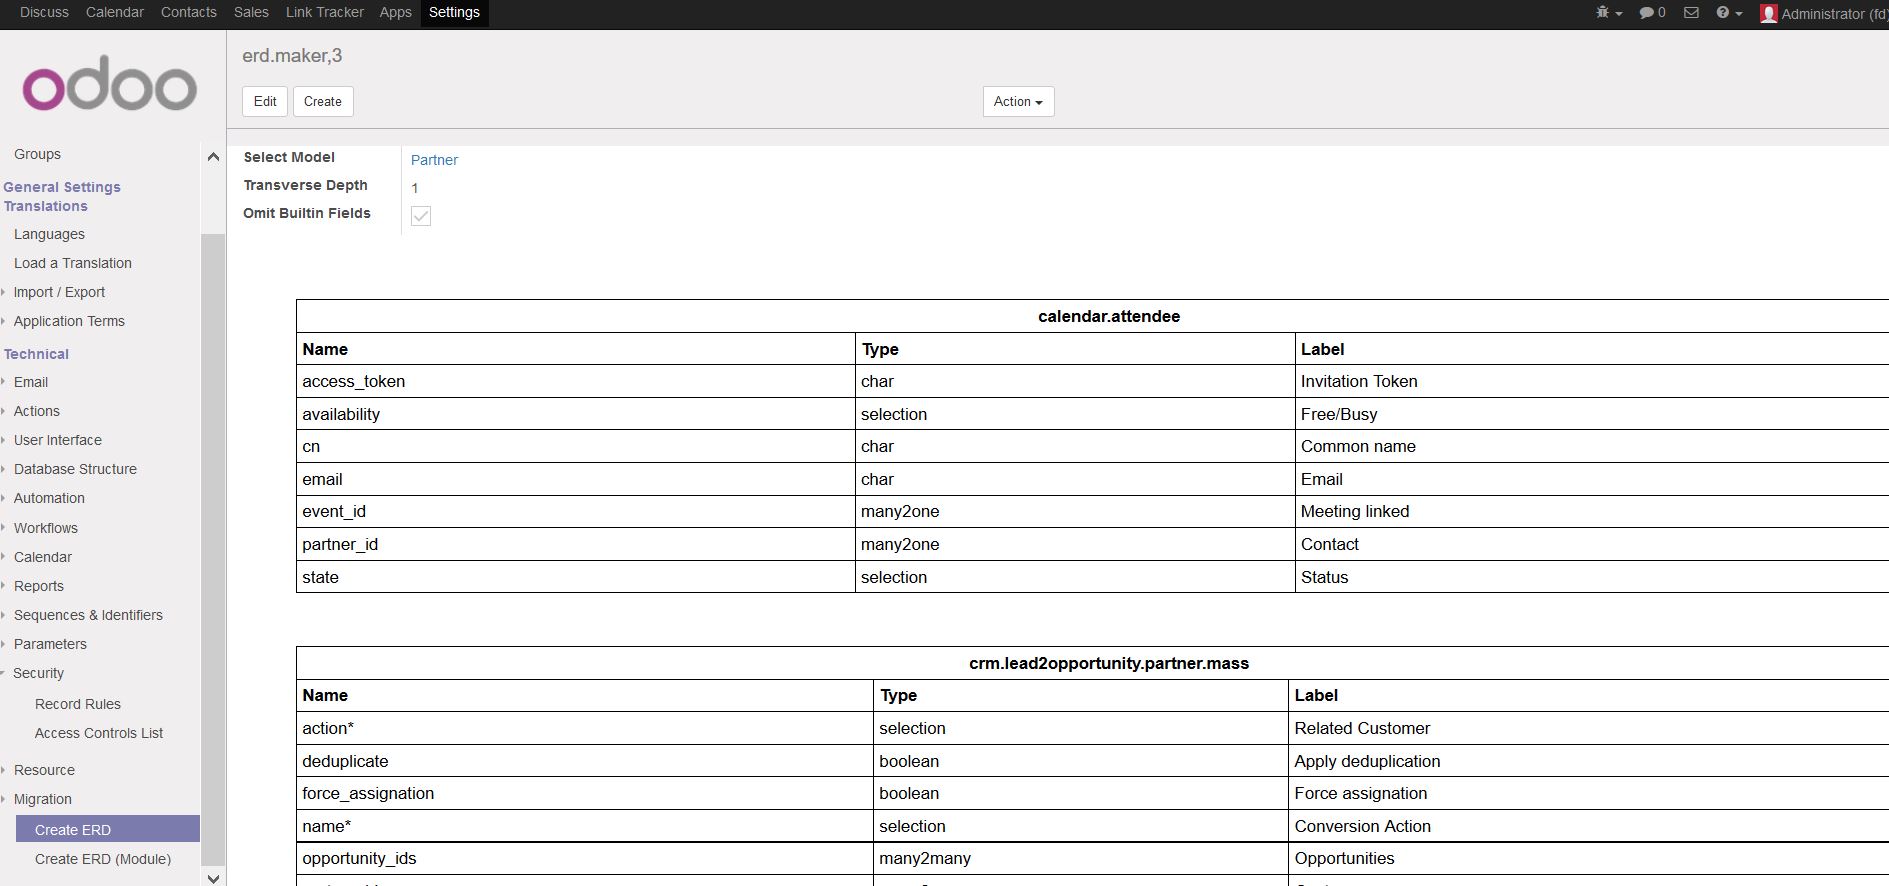 Discuss Calendar Contacts Sales Link Tracker Apps Settings 0 Administrator (fd)
odoo
erd.maker,3
Edit Create Action
Groups
General Settings
Translations
Languages
Load a Translation
Import / Export
Application Terms
Technical
Email
Actions
User Interface
Database Structure
Automation
Workflows
Calendar
Reports
Sequences & Identifiers
Parameters
Security
Record Rules
Access Controls List
Resource
Migration
Create ERD
Create ERD (Module)
Select Model Partner
Transverse Depth 1
Omit Builtin Fields
calendar.attendee
Name Type Label
access_token char Invitation Token
availability selection Free/Busy
cn char Common name
email char Email
event_id many2one Meeting linked
partner_id many2one Contact
state selection Status
crm.lead2opportunity.partner.mass
Name Type Label
action* selection Related Customer
deduplicate boolean Apply deduplication
force_assignation boolean Force assignation
name* selection Conversion Action
opportunity_ids many2many Opportunities